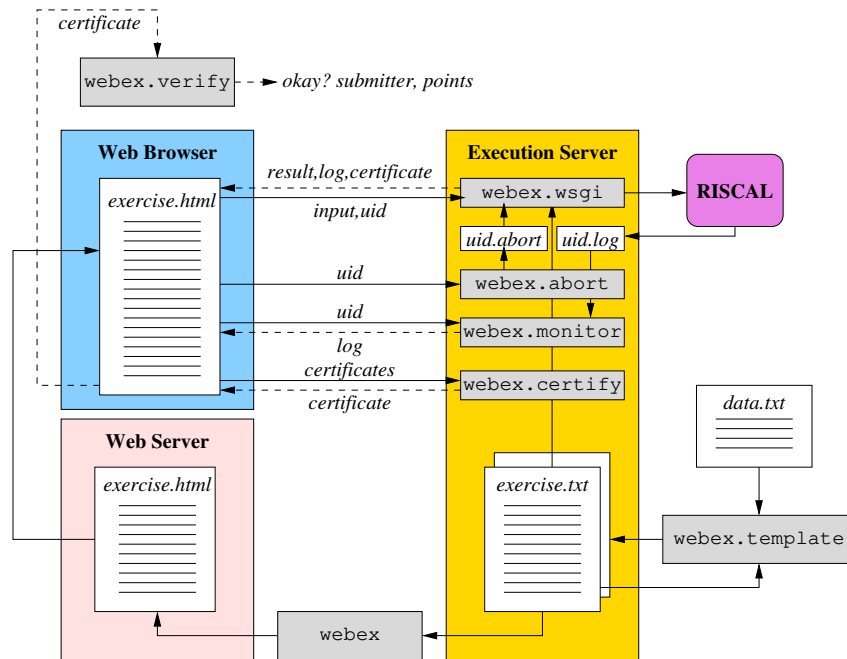 certificate
webex.verify
okay? submitter, points
Web Browser
Execution Server
result,log,certificate
exercise.html
webex.wsgi
RISCAL
input,uid
uid.abort
uid.log
uid
webex.abort
uid
webex.monitor
log
certificates
webex.certify
certificate
data.txt
Web Server
exercise.html
exercise.txt
webex.template
webex